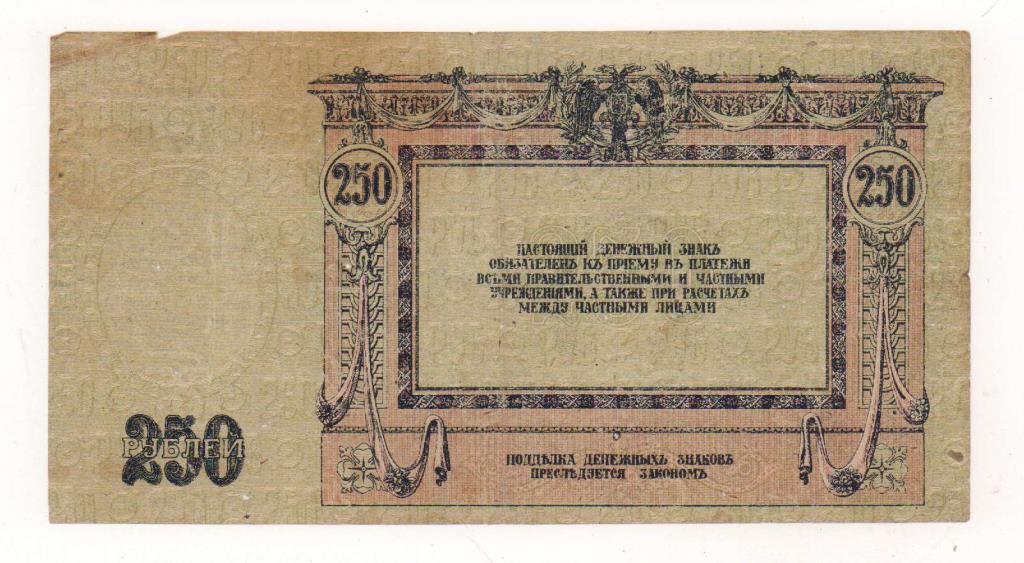 250
250
НАСТОЯЩІЙ ДЕНЕЖНЫЙ ЗНАКЪ
ОБЯЗАТЕЛЕНЪ КЪ ПРІЕМУ ВЪ ПЛАТЕЖИ
ВСѢМИ ПРАВИТЕЛЬСТВЕННЫМИ И ЧАСТНЫМИ
УЧРЕЖДЕНІЯМИ, А ТАКЖЕ ПРИ РАСЧЕТАХЪ
МЕЖДУ ЧАСТНЫМИ ЛИЦАМИ
250
РУБЛЕЙ
ПОДДѢЛКА ДЕНЕЖНЫХЪ ЗНАКОВЪ
ПРЕСЛѢДУЕТСЯ ЗАКОНОМЪ